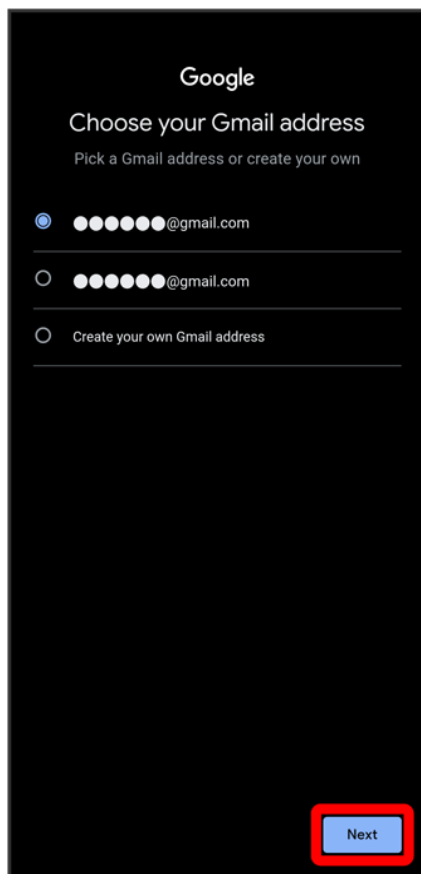 Google
Choose your Gmail address
Pick a Gmail address or create your own
●●●●●●@gmail.com
●●●●●●@gmail.com
Create your own Gmail address
Next